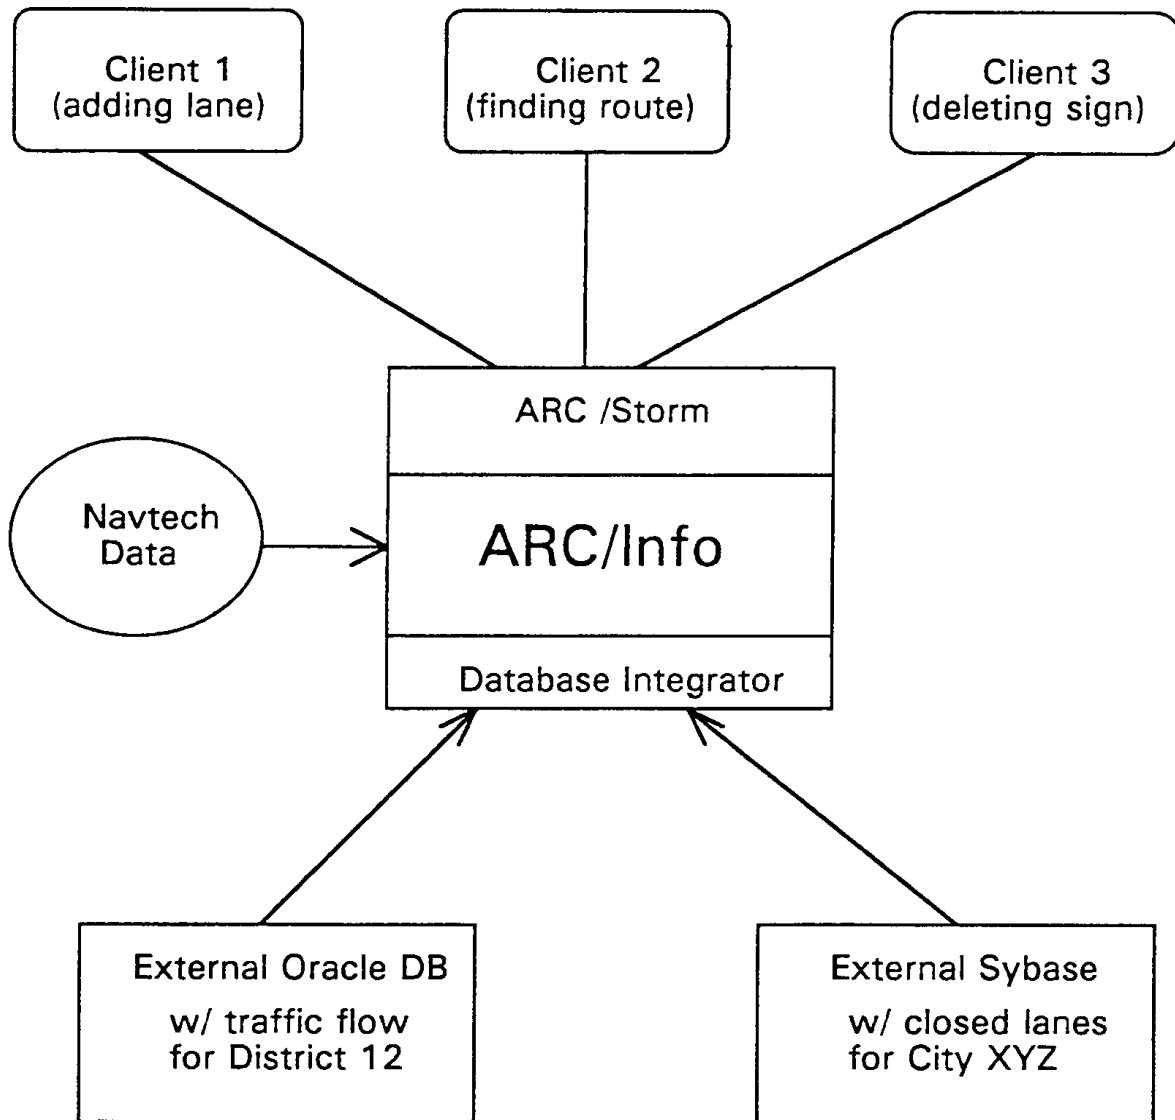 Client 1
(adding lane)
Client 2
(finding route)
Client 3
(deleting sign)
ARC /Storm
Navtech
Data
ARC/Info
Database Integrator
External Oracle DB
w/ traffic flow
for District 12
External Sybase
w/ closed lanes
for City XYZ